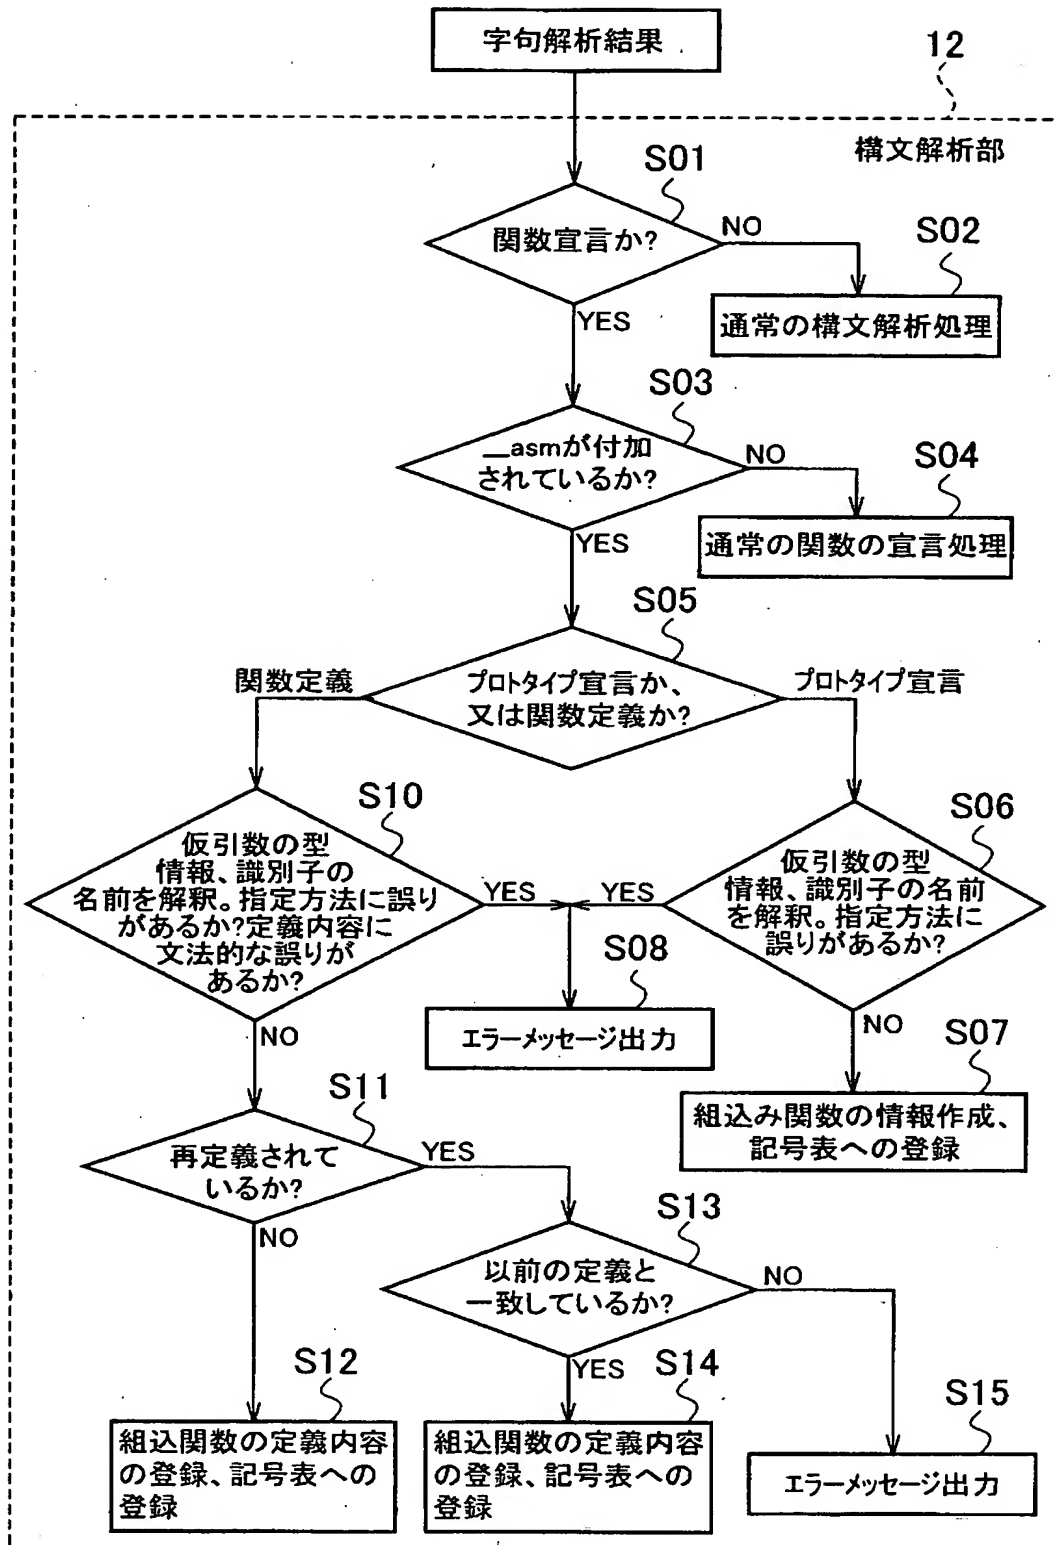 字句解析結果
12
構文解析部
S01
関数宣言か?
NO
S02
通常の構文解析処理
YES
S03
__asmが付加
されているか?
NO
S04
通常の関数の宣言処理
YES
S05
関数定義
プロトタイプ宣言か、
又は関数定義か?
プロトタイプ宣言
S10
仮引数の型
情報、識別子の
名前を解釈。指定方法に誤り
があるか?定義内容に
文法的な誤りが
あるか?
YES
YES
S06
仮引数の型
情報、識別子の名前
を解釈。指定方法に
誤りがあるか?
S08
エラーメッセージ出力
NO
NO
S07
組込み関数の情報作成、
記号表への登録
S11
再定義されて
いるか?
YES
NO
S13
以前の定義と
一致しているか?
NO
YES
S12
組込関数の定義内容
の登録、記号表への
登録
S14
組込関数の定義内容
の登録、記号表への
登録
S15
エラーメッセージ出力